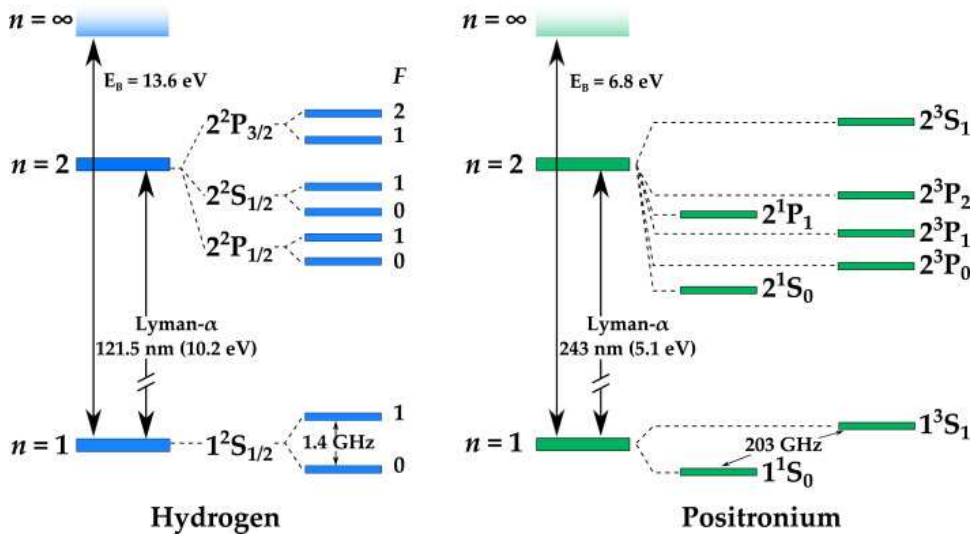 n = ∞
E_B = 13.6 eV
F
2²P₃/₂
2
1
n = 2
2²S₁/₂
1
0
2²P₁/₂
1
0
Lyman-α
121.5 nm (10.2 eV)
n = 1
1²S₁/₂
1
1.4 GHz
0
Hydrogen
n = ∞
E_B = 6.8 eV
2³S₁
n = 2
2³P₂
2¹P₁
2³P₁
2³P₀
2¹S₀
Lyman-α
243 nm (5.1 eV)
n = 1
1³S₁
203 GHz
1¹S₀
Positronium